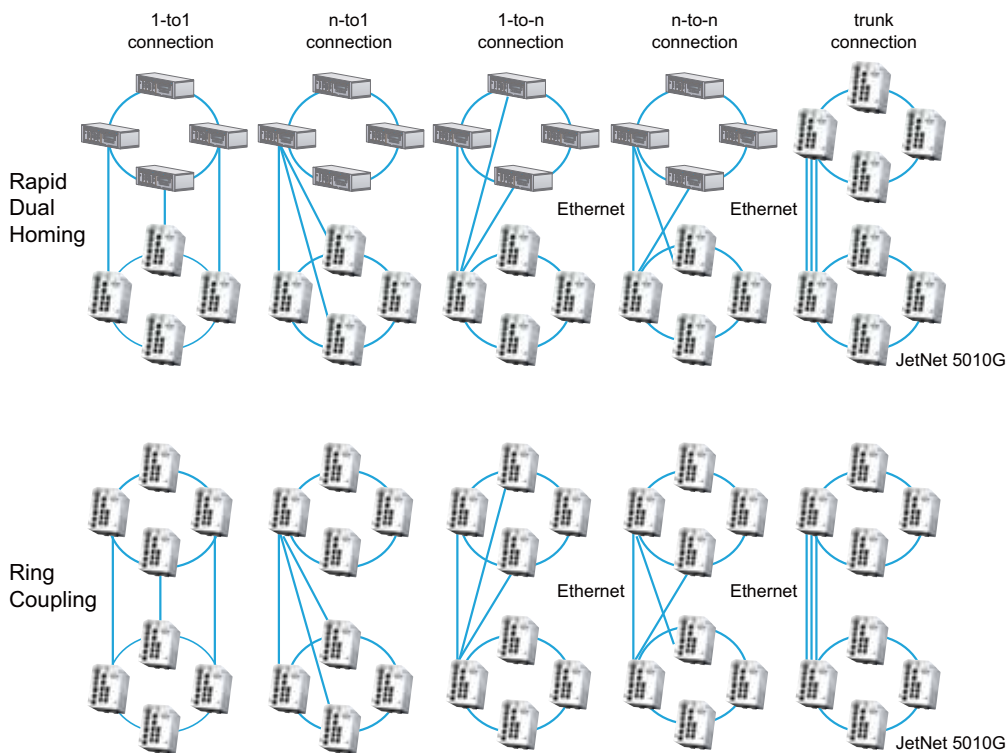 1-to1
connection
n-to1
connection
1-to-n
connection
n-to-n
connection
trunk
connection
Rapid
Dual
Homing
Ethernet
Ethernet
JetNet 5010G
Ring
Coupling
Ethernet
Ethernet
JetNet 5010G